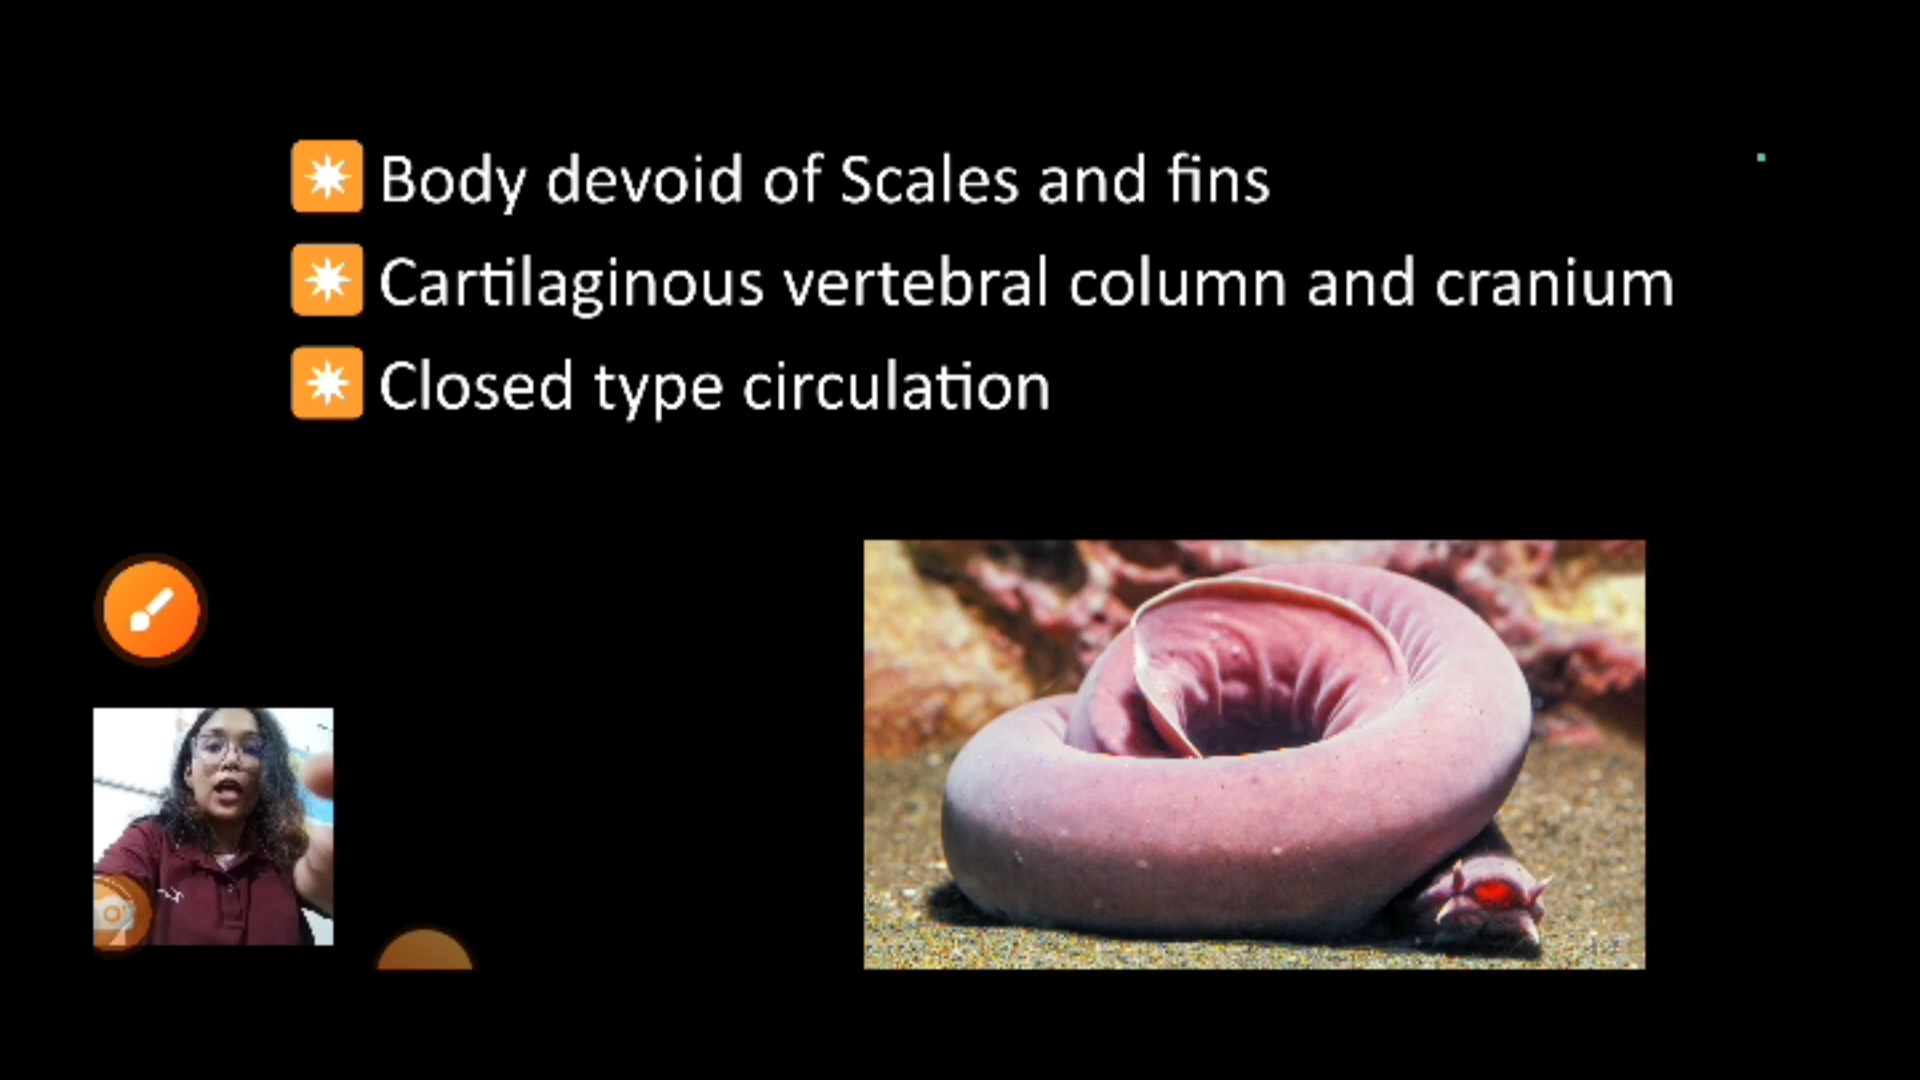 Body devoid of Scales and fins
Cartilaginous vertebral column and cranium
Closed type circulation